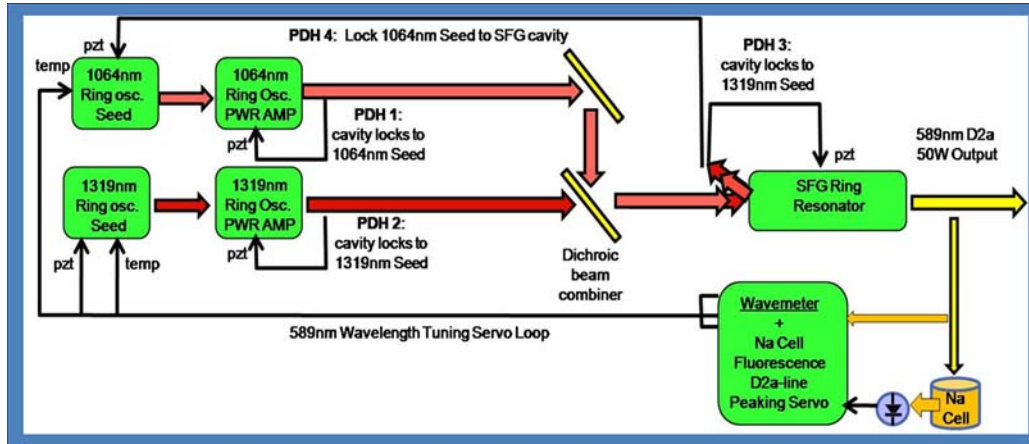 PDH 4: Lock 1064nm Seed to SFG cavity
pzt
temp
1064nm
Ring osc.
Seed
1064nm
Ring Osc.
PWR AMP
pzt
PDH 1:
cavity locks to
1064nm Seed
PDH 3:
cavity locks to
1319nm Seed
pzt
589nm D2a
50W Output
1319nm
Ring osc.
Seed
pzt
temp
1319nm
Ring Osc.
PWR AMP
pzt
PDH 2:
cavity locks to
1319nm Seed
Dichroic
beam
combiner
SFG Ring
Resonator
589nm Wavelength Tuning Servo Loop
Wavemeter
+
Na Cell
Fluorescence
D2a-line
Peaking Servo
Na
Cell